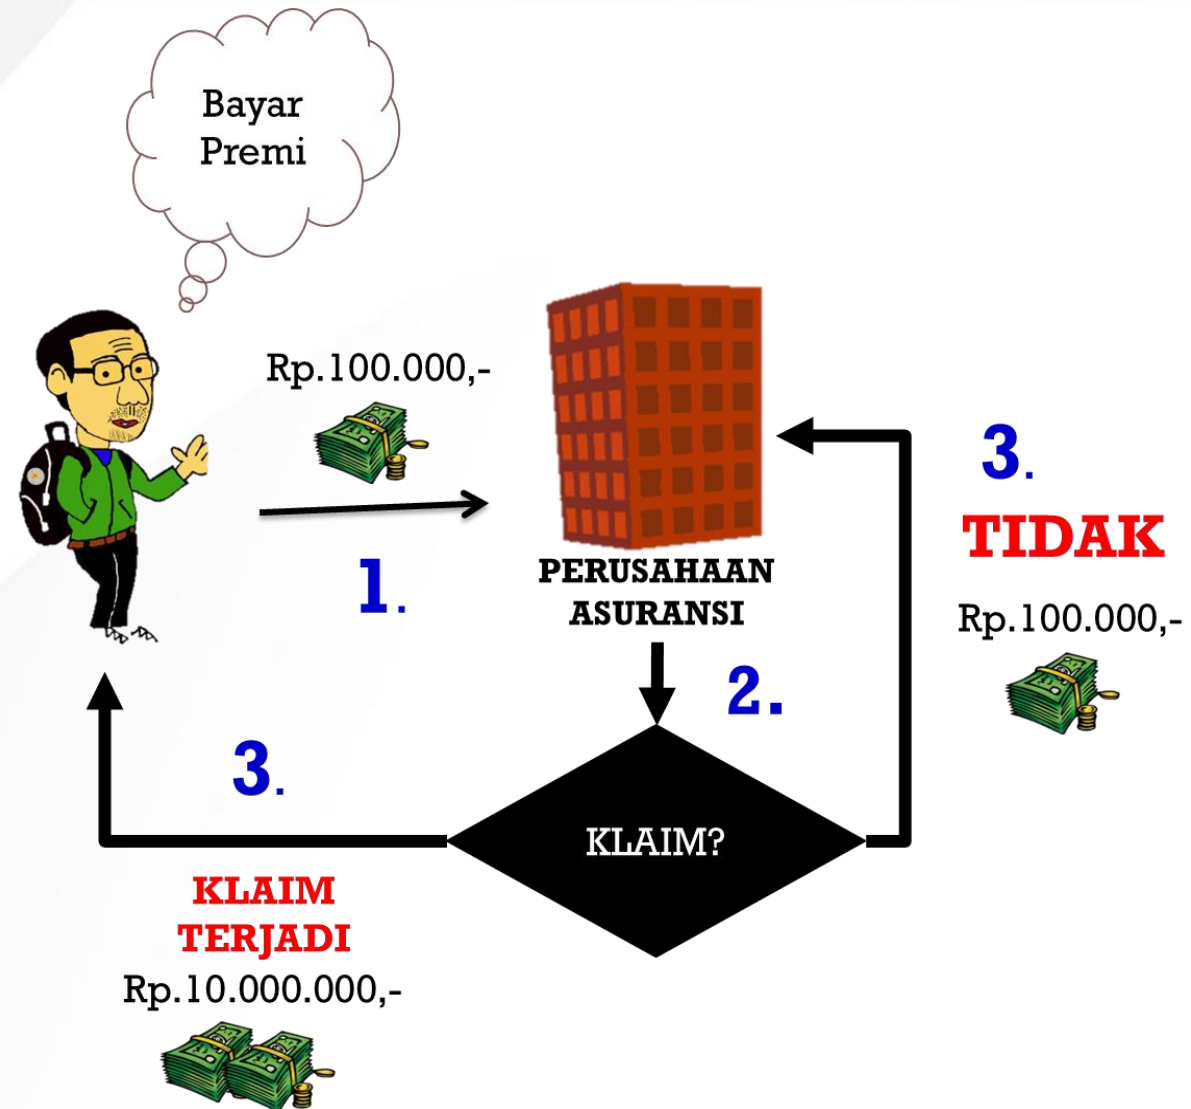 Bayar
Premi
Rp.100.000,-
1.
PERUSAHAAN
ASURANSI
2.
KLAIM?
3.
TIDAK
Rp.100.000,-
3.
KLAIM
TERJADI
Rp.10.000.000,-